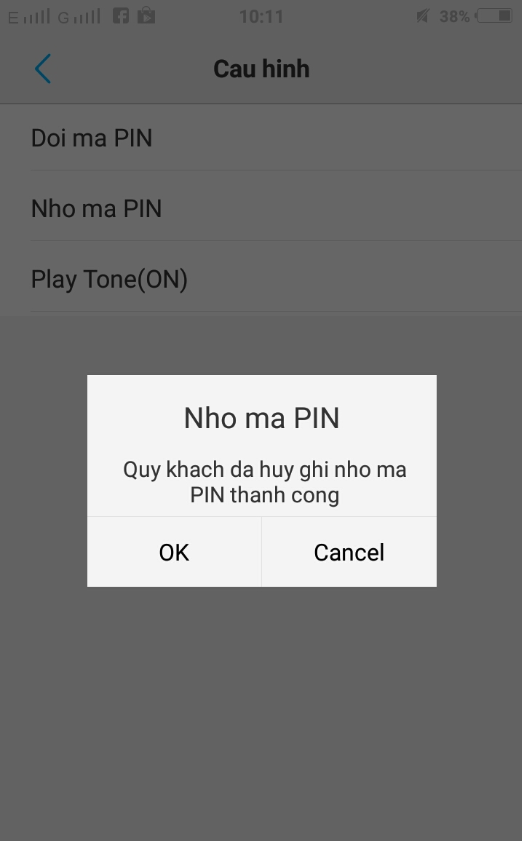 E G 10:11 38%
Cau hinh
Doi ma PIN
Nho ma PIN
Play Tone(ON)
Nho ma PIN
Quy khach da huy ghi nho ma
PIN thanh cong
OK Cancel